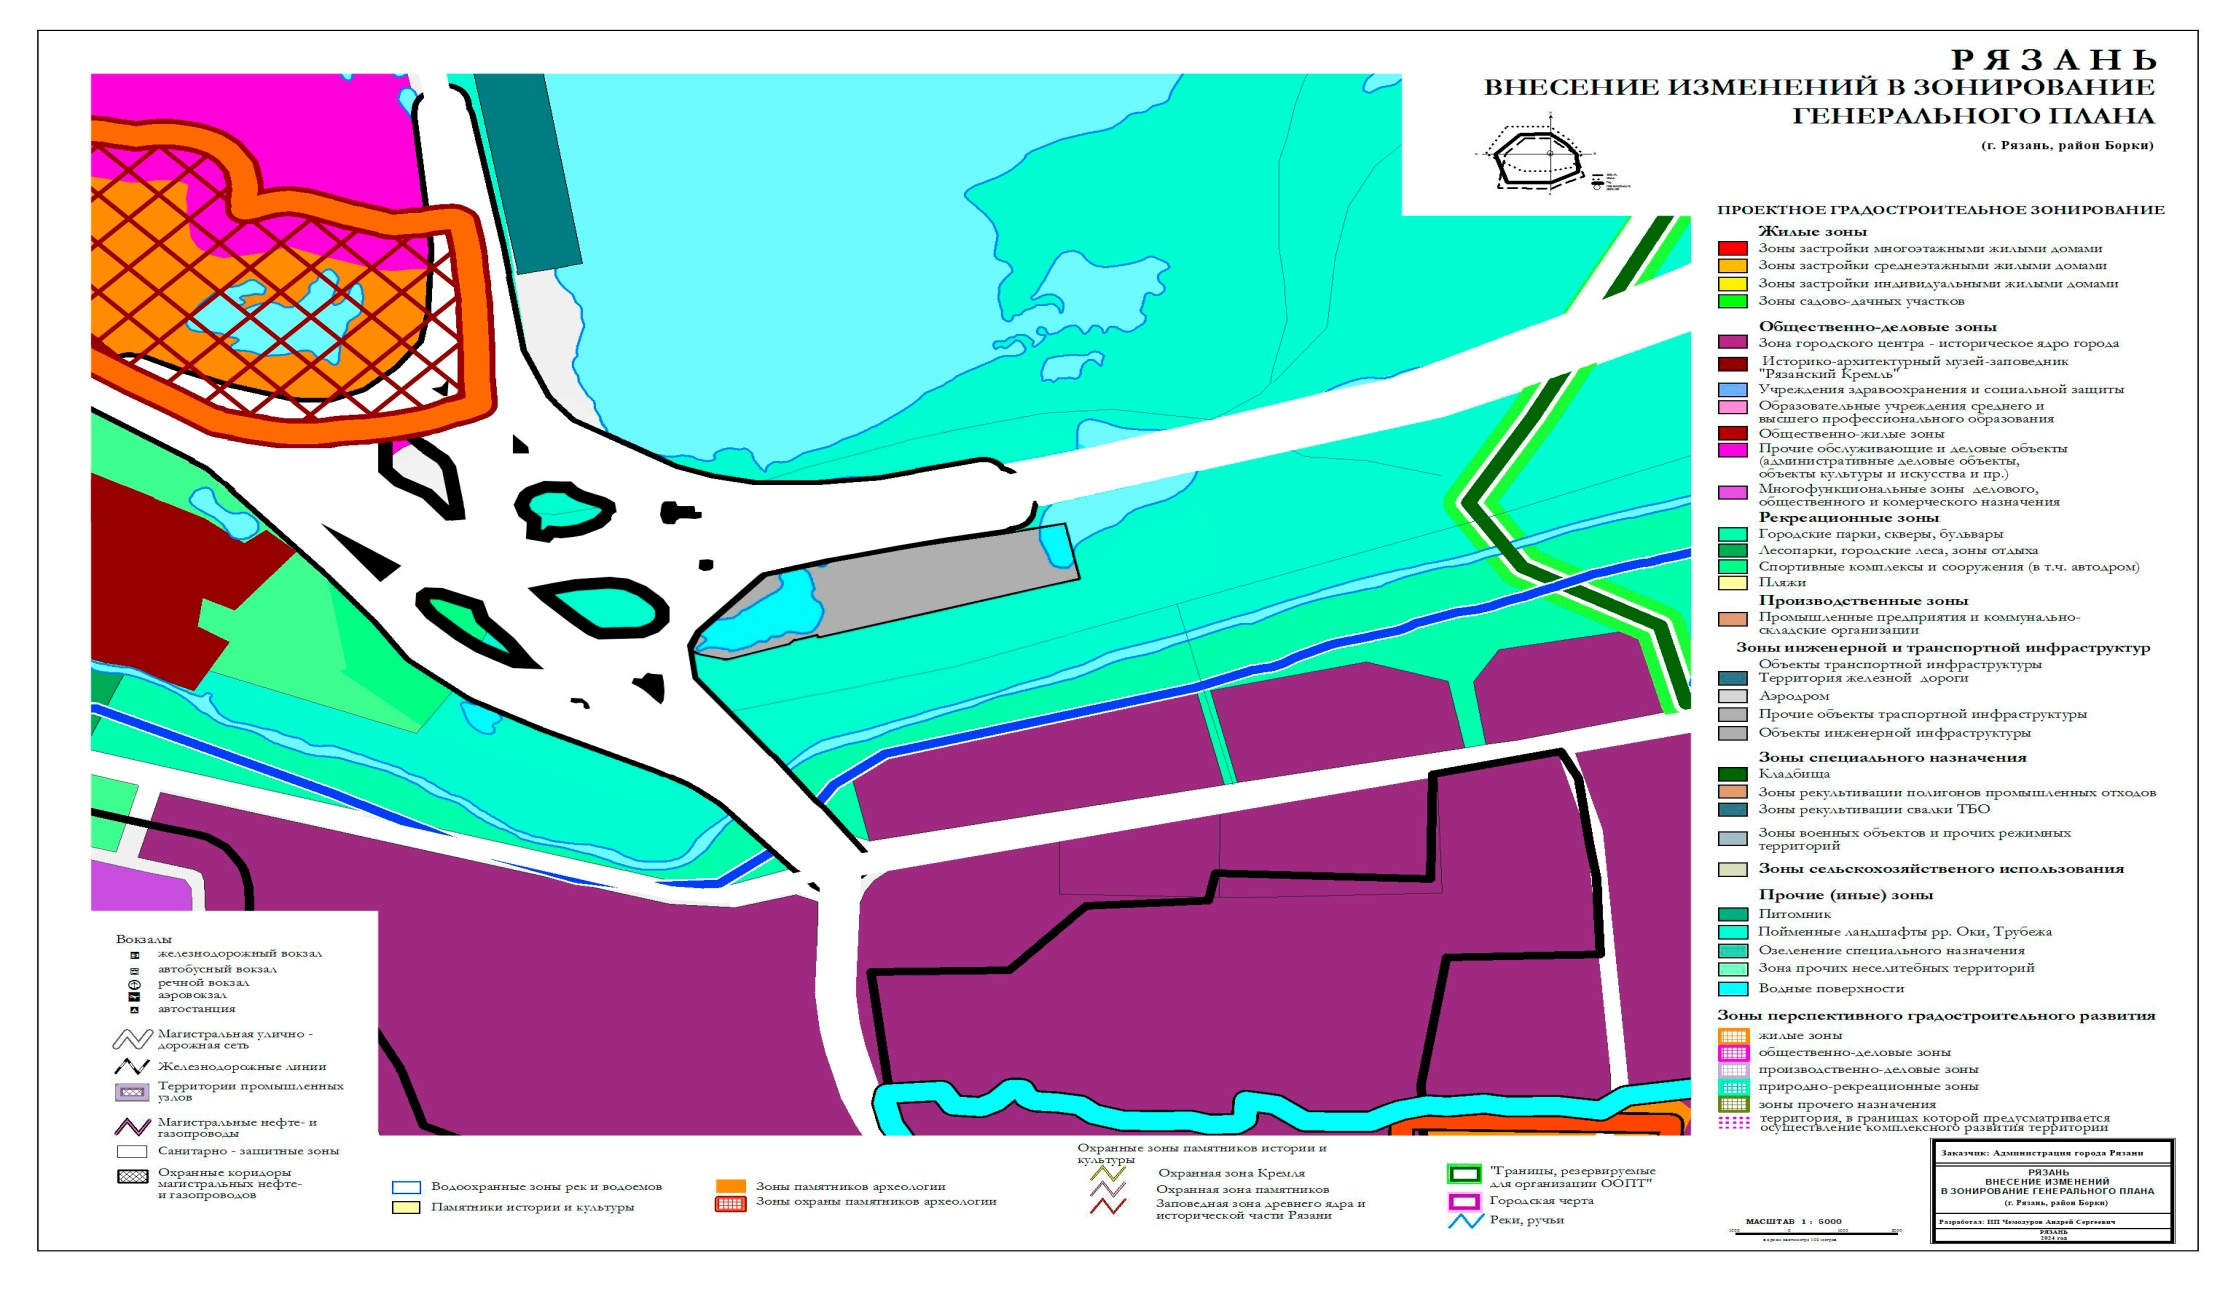 РЯЗАНЬ
ВНЕСЕНИЕ ИЗМЕНЕНИЙ В ЗОНИРОВАНИЕ
ГЕНЕРАЛЬНОГО ПЛАНА
(г. Рязань, район Борки)
ПРОЕКТНОЕ ГРАДОСТРОИТЕЛЬНОЕ ЗОНИРОВАНИЕ
Жилые зоны
Зоны застройки многоэтажными жилыми домами
Зоны застройки среднеэтажными жилыми домами
Зоны застройки индивидуальными жилыми домами
Зоны садово-дачных участков
Общественно-деловые зоны
Зона городского центра - историческое ядро города
Историко-архитектурный музей-заповедник
"Рязанский Кремль"
Учреждения здравоохранения и социальной защиты
Образовательные учреждения среднего и
высшего профессионального образования
Общественно-жилые зоны
Прочие обслуживающие и деловые объекты
(административные деловые объекты,
объекты культуры и искусства и пр.)
Многофункциональные зоны делового,
общественного и комерческого назначения
Рекреационные зоны
Городские парки, скверы, бульвары
Лесопарки, городские леса, зоны отдыха
Спортивные комплексы и сооружения (в т.ч. автодром)
Пляжи
Производственные зоны
Промышленные предприятия и коммунально-
складские организации
Зоны инженерной и транспортной инфраструктур
Объекты транспортной инфраструктуры
Территория железной дороги
Аэродром
Прочие объекты траспортной инфраструктуры
Объекты инженерной инфраструктуры
Зоны специального назначения
Кладбища
Зоны рекультивации полигонов промышленных отходов
Зоны рекультивации свалки ТБО
Зоны военных объектов и прочих режимных
территорий
Зоны сельскохозяйственого использования
Прочие (иные) зоны
Питомник
Пойменные ландшафты рр. Оки, Трубежа
Озеленение специального назначения
Зона прочих неселитебных территорий
Водные поверхности
Зоны перспективного градостроительного развития
жилые зоны
общественно-деловые зоны
производственно-деловые зоны
природно-рекреационные зоны
зоны прочего назначения
территория, в границах которой предусматривается
осуществление комплексного развития территории
Вокзалы
железнодорожный вокзал
автобусный вокзал
речной вокзал
аэровокзал
автостанция
Магистральная улично -
дорожная сеть
Железнодорожные линии
Территории промышленных
узлов
Магистральные нефте- и
газопроводы
Санитарно - защитные зоны
Охранные коридоры
магистральных нефте-
и газопроводов
Водоохранные зоны рек и водоемов
Памятники истории и культуры
Зоны памятников археологии
Зоны охраны памятников археологии
Охранные зоны памятников истории и
культуры
Охранная зона Кремля
Охранная зона памятников
Заповедная зона древнего ядра и
исторической части Рязани
"Границы, резервируемые
для организации ООПТ"
Городская черта
Реки, ручьи
МАСШТАБ 1 : 5000
Заказчик: Администрация города Рязани
РЯЗАНЬ
ВНЕСЕНИЕ ИЗМЕНЕНИЙ
В ЗОНИРОВАНИЕ ГЕНЕРАЛЬНОГО ПЛАНА
(г. Рязань, район Борки)
Разработал: ИП Чемодуров Андрей Сергеевич
РЯЗАНЬ
2024 год